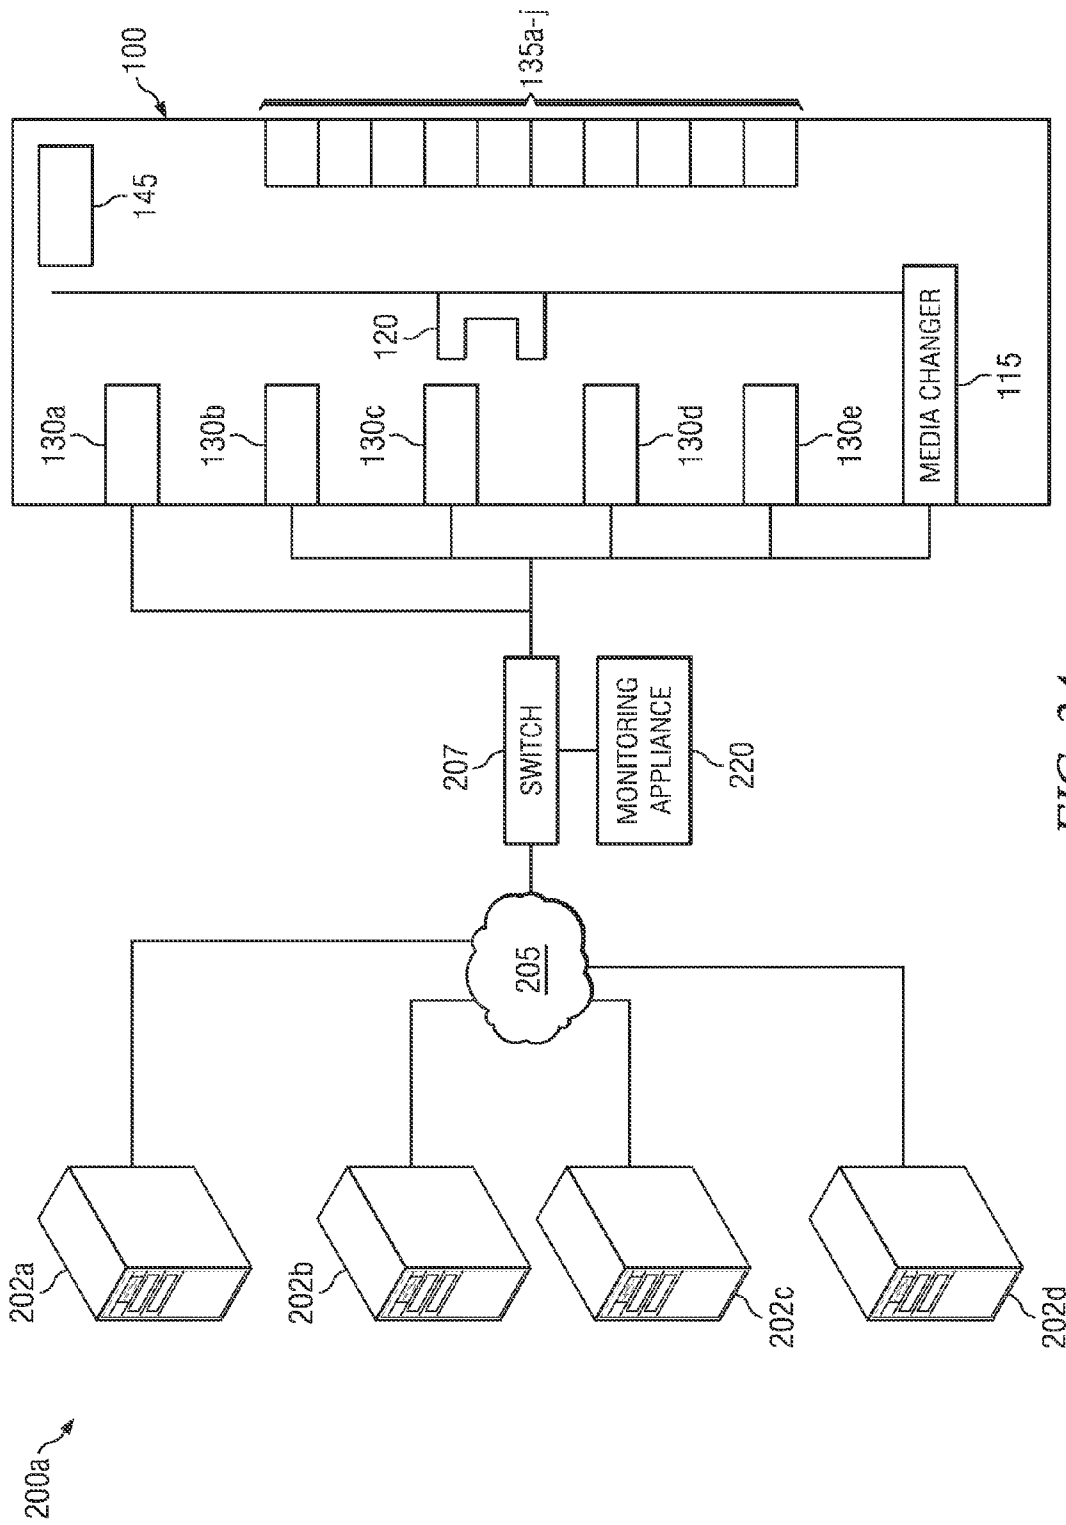 200a
202a
202b
202c
202d
205
207
SWITCH
MONITORING
APPLIANCE
220
130a
130b
130c
130d
130e
120
MEDIA CHANGER
115
145
100
135a-j